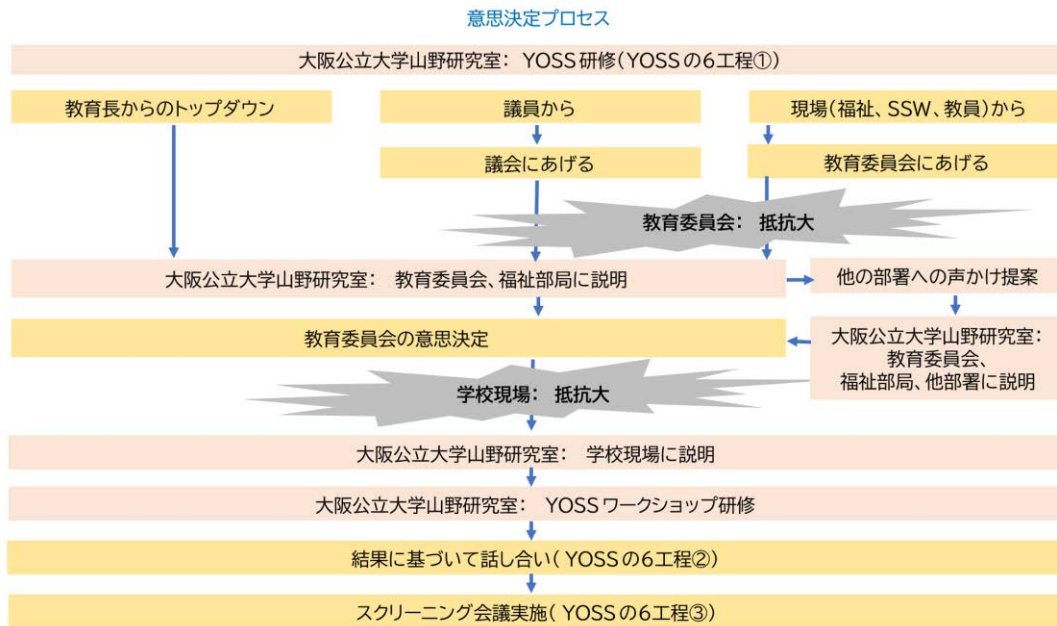 意思決定プロセス
大阪公立大学山野研究室： YOSS研修(YOSSの6工程①)
教育長からのトップダウン
議員から
現場(福祉、SSW、教員)から
議会にあげる
教育委員会にあげる
教育委員会： 抵抗大
大阪公立大学山野研究室： 教育委員会、福祉部局に説明
他の部署への声かけ提案
教育委員会の意思決定
大阪公立大学山野研究室：
教育委員会、
福祉部局、他部署に説明
学校現場： 抵抗大
大阪公立大学山野研究室： 学校現場に説明
大阪公立大学山野研究室： YOSSワークショップ研修
結果に基づいて話し合い( YOSSの6工程②)
スクリーニング会議実施( YOSSの6工程③)